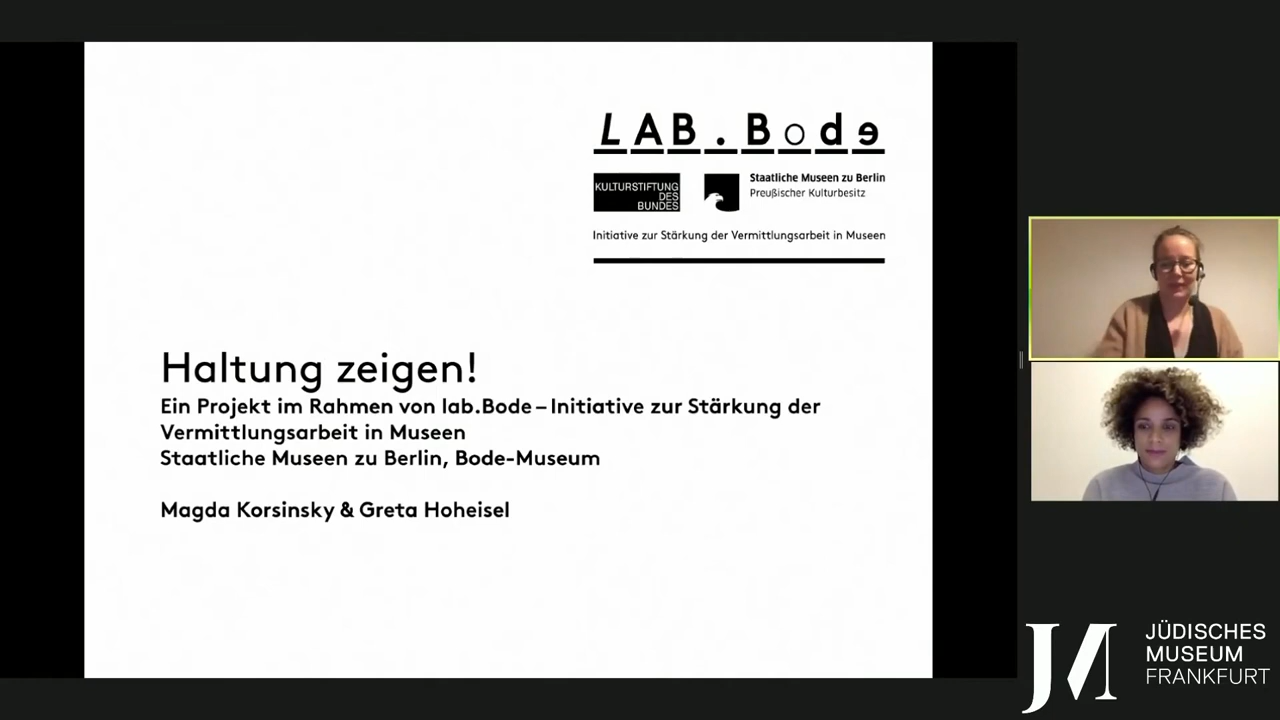 LAB.Bode
KULTURSTIFTUNG
DES
BUNDES
Staatliche Museen zu Berlin
Preußischer Kulturbesitz
Initiative zur Stärkung der Vermittlungsarbeit in Museen
Haltung zeigen!
Ein Projekt im Rahmen von lab.Bode – Initiative zur Stärkung der
Vermittlungsarbeit in Museen
Staatliche Museen zu Berlin, Bode-Museum
Magda Korsinsky & Greta Hoheisel
JM
JÜDISCHES
MUSEUM
FRANKFURT